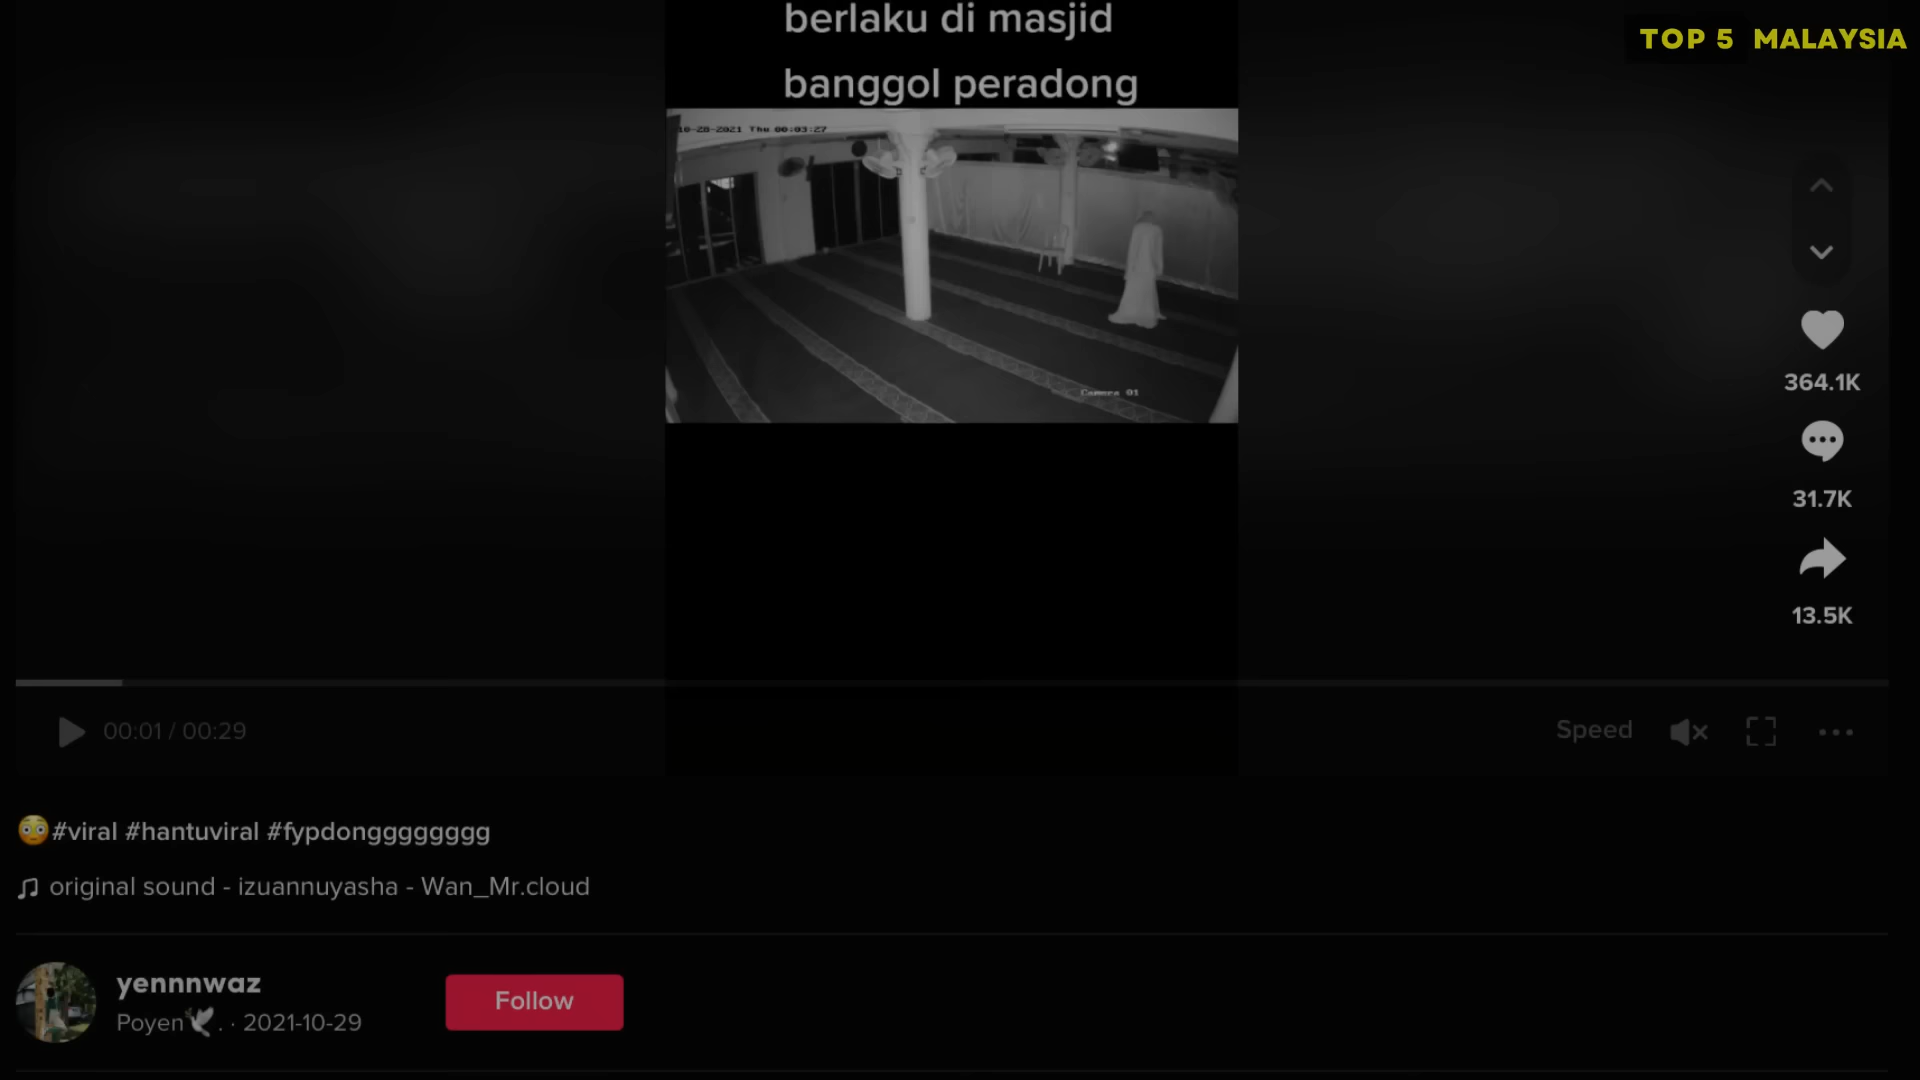 berlaku di masjid
TOP 5 MALAYSIA
banggol peradong
10-28-2021 Thu 00:03:27
Camera 01
364.1K
31.7K
13.5K
00:01 / 00:29
Speed
#viral #hantuviral #fypdonggggggggg
original sound - izuannuyasha - Wan_Mr.cloud
yennnwaz
Poyen . · 2021-10-29
Follow